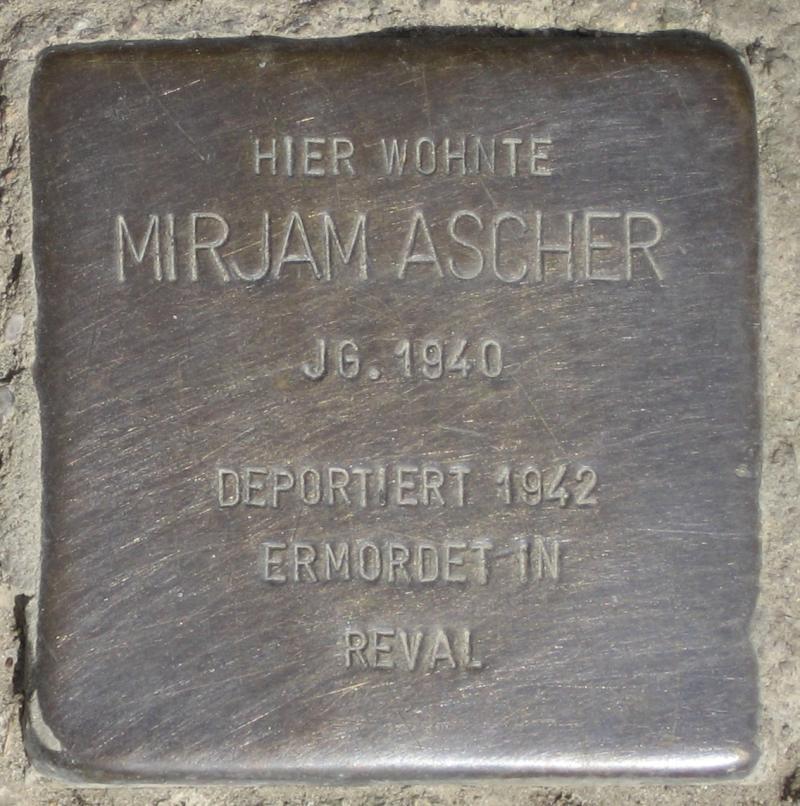 HIER WOHNTE
MIRJAM ASCHER
JG. 1940
DEPORTIERT 1942
ERMORDET IN
REVAL